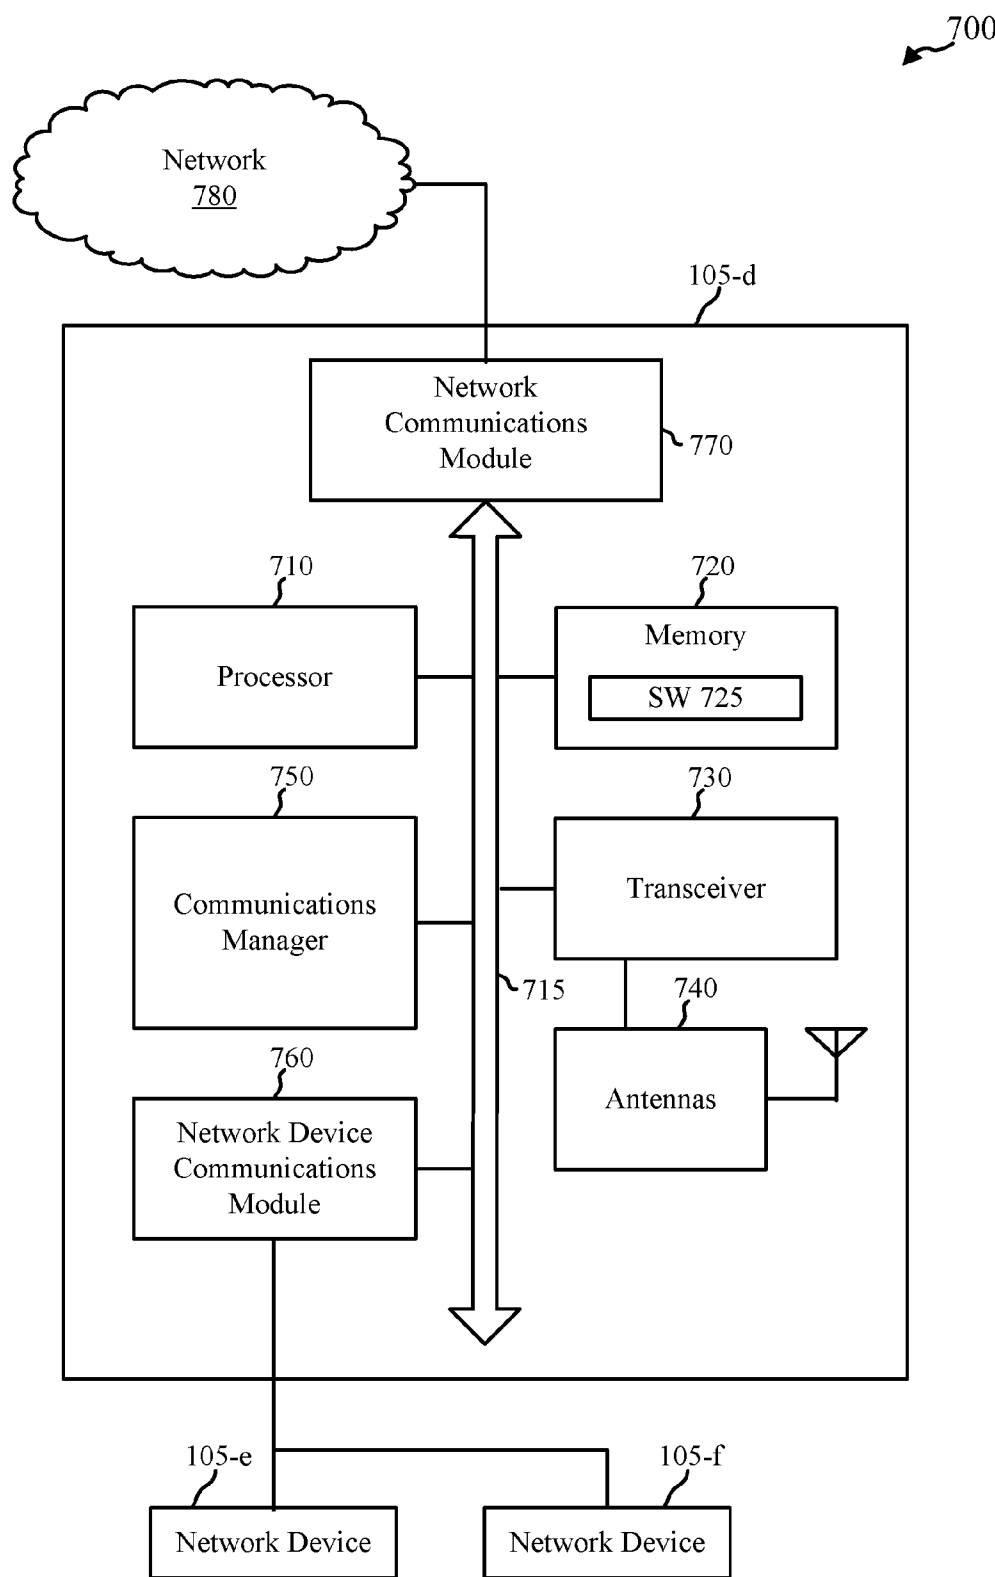 700
Network
780
105-d
Network
Communications
Module
770
710
720
Processor
Memory
SW 725
750
730
Communications
Manager
Transceiver
715
740
760
Antennas
Network Device
Communications
Module
105-e
105-f
Network Device
Network Device